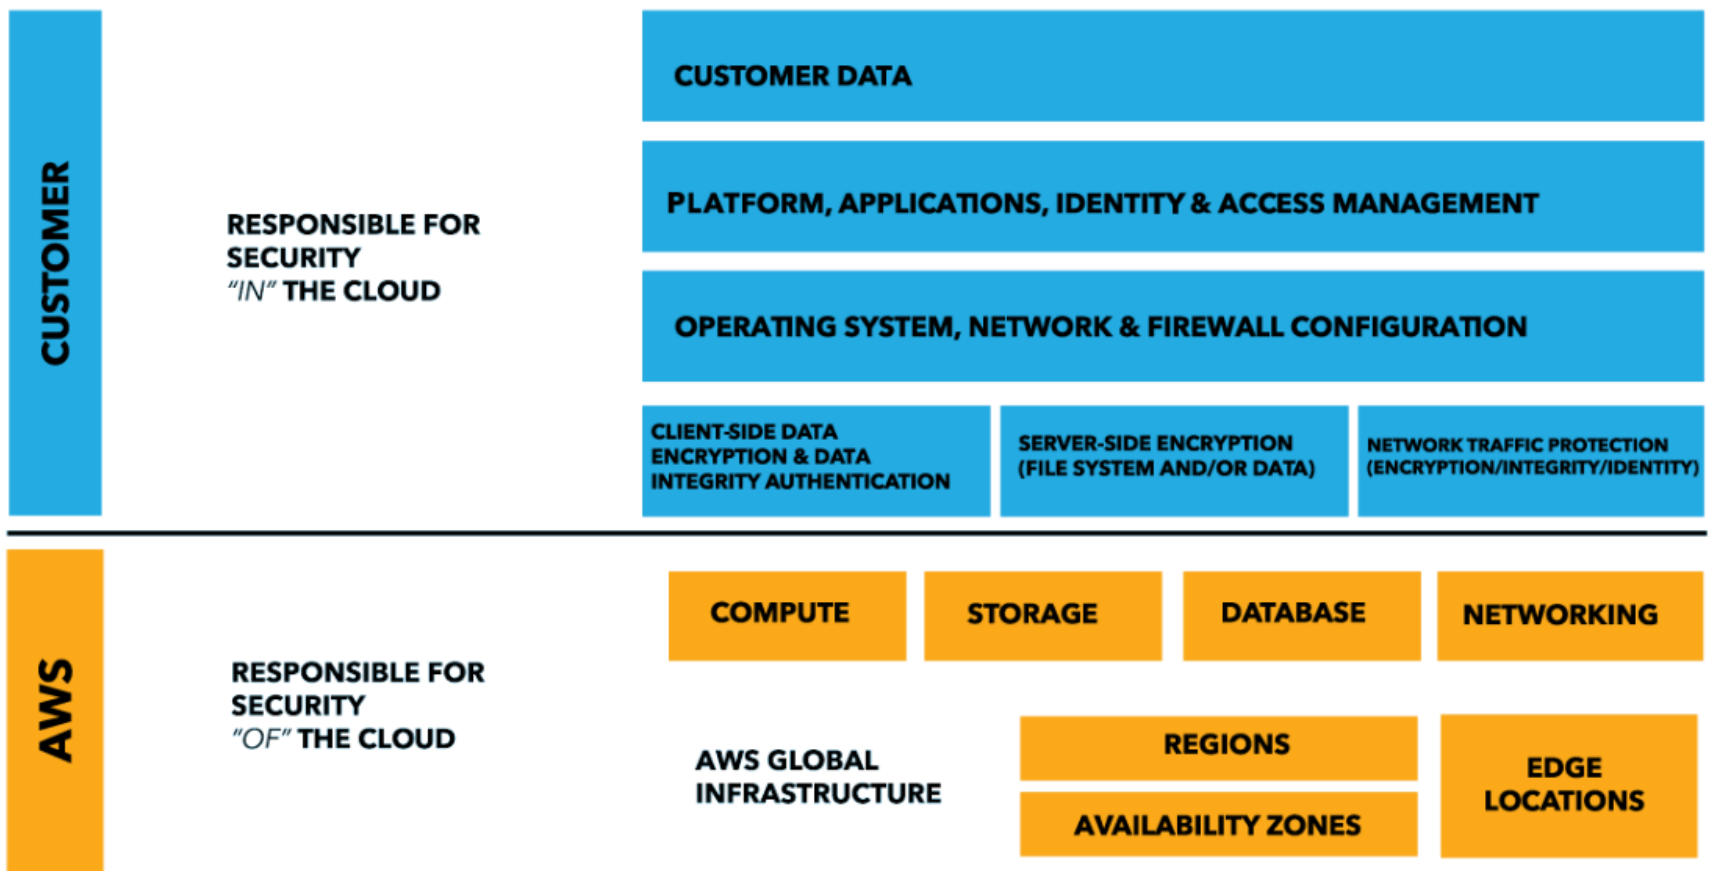 CUSTOMER
RESPONSIBLE FOR
SECURITY
“IN” THE CLOUD
CUSTOMER DATA
PLATFORM, APPLICATIONS, IDENTITY & ACCESS MANAGEMENT
OPERATING SYSTEM, NETWORK & FIREWALL CONFIGURATION
CLIENT-SIDE DATA
ENCRYPTION & DATA
INTEGRITY AUTHENTICATION
SERVER-SIDE ENCRYPTION
(FILE SYSTEM AND/OR DATA)
NETWORK TRAFFIC PROTECTION
(ENCRYPTION/INTEGRITY/IDENTITY)
AWS
RESPONSIBLE FOR
SECURITY
“OF” THE CLOUD
COMPUTE
STORAGE
DATABASE
NETWORKING
AWS GLOBAL
INFRASTRUCTURE
REGIONS
AVAILABILITY ZONES
EDGE
LOCATIONS